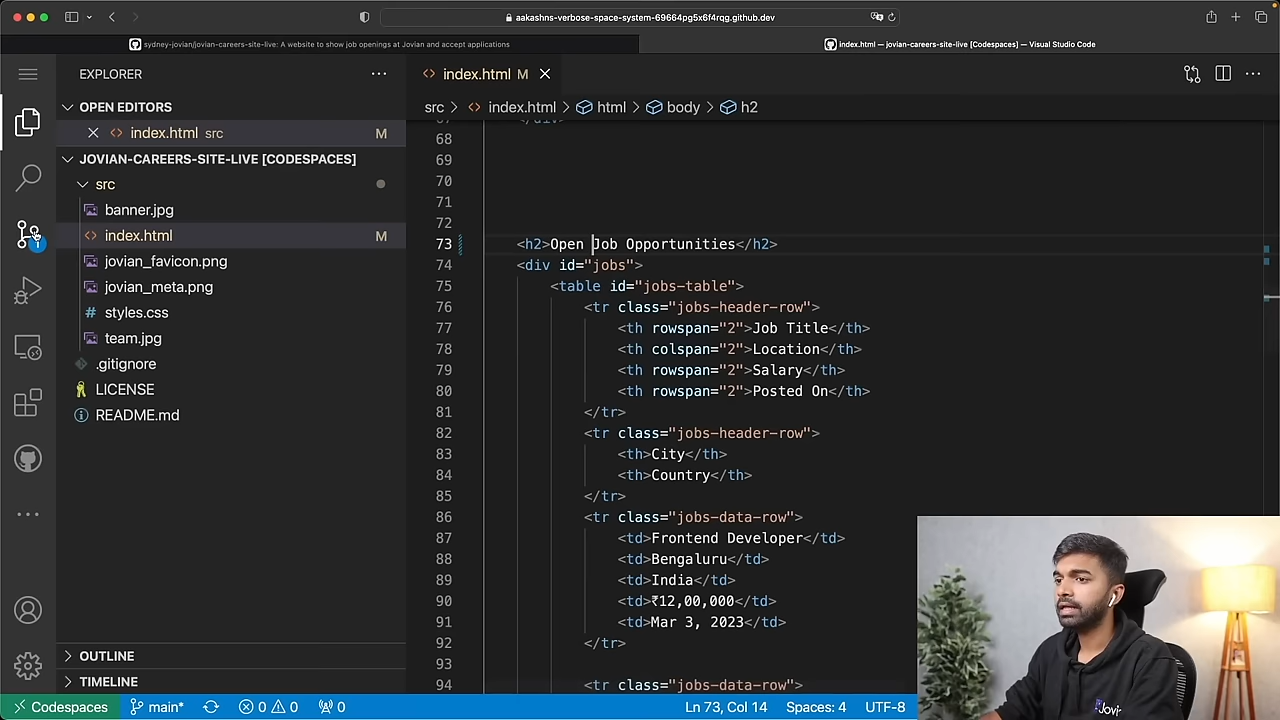 aakashns-verbose-space-system-69664pg5x6f4rqg.github.dev
sydney-jovian/jovian-careers-site-live: A website to show job openings at Jovian and accept applications
index.html — jovian-careers-site-live [Codespaces] — Visual Studio Code
EXPLORER
OPEN EDITORS
index.html src M
JOVIAN-CAREERS-SITE-LIVE [CODESPACES]
src
banner.jpg
index.html M
jovian_favicon.png
jovian_meta.png
styles.css
team.jpg
.gitignore
LICENSE
README.md
OUTLINE
TIMELINE
1
index.html M
src > index.html > html > body > h2
67 </div>
68
69
70
71
72
73 <h2>Open Job Opportunities</h2>
74 <div id="jobs">
75 <table id="jobs-table">
76 <tr class="jobs-header-row">
77 <th rowspan="2">Job Title</th>
78 <th colspan="2">Location</th>
79 <th rowspan="2">Salary</th>
80 <th rowspan="2">Posted On</th>
81 </tr>
82 <tr class="jobs-header-row">
83 <th>City</th>
84 <th>Country</th>
85 </tr>
86 <tr class="jobs-data-row">
87 <td>Frontend Developer</td>
88 <td>Bengaluru</td>
89 <td>India</td>
90 <td>₹12,00,000</td>
91 <td>Mar 3, 2023</td>
92 </tr>
93
94 <tr class="jobs-data-row">
Jovi
Codespaces main* 0 0 0 Ln 73, Col 14 Spaces: 4 UTF-8